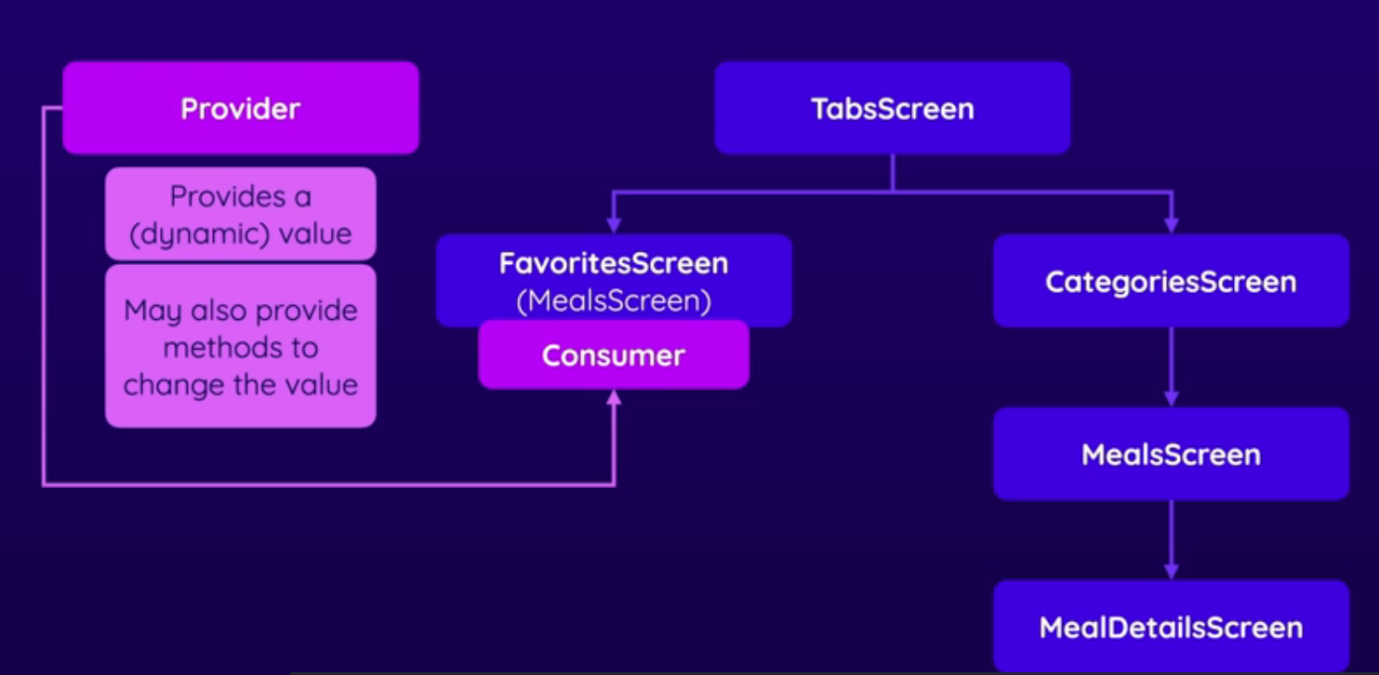 Provider
Provides a
(dynamic) value
May also provide
methods to
change the value
TabsScreen
FavoritesScreen
(MealsScreen)
Consumer
CategoriesScreen
MealsScreen
MealDetailsScreen